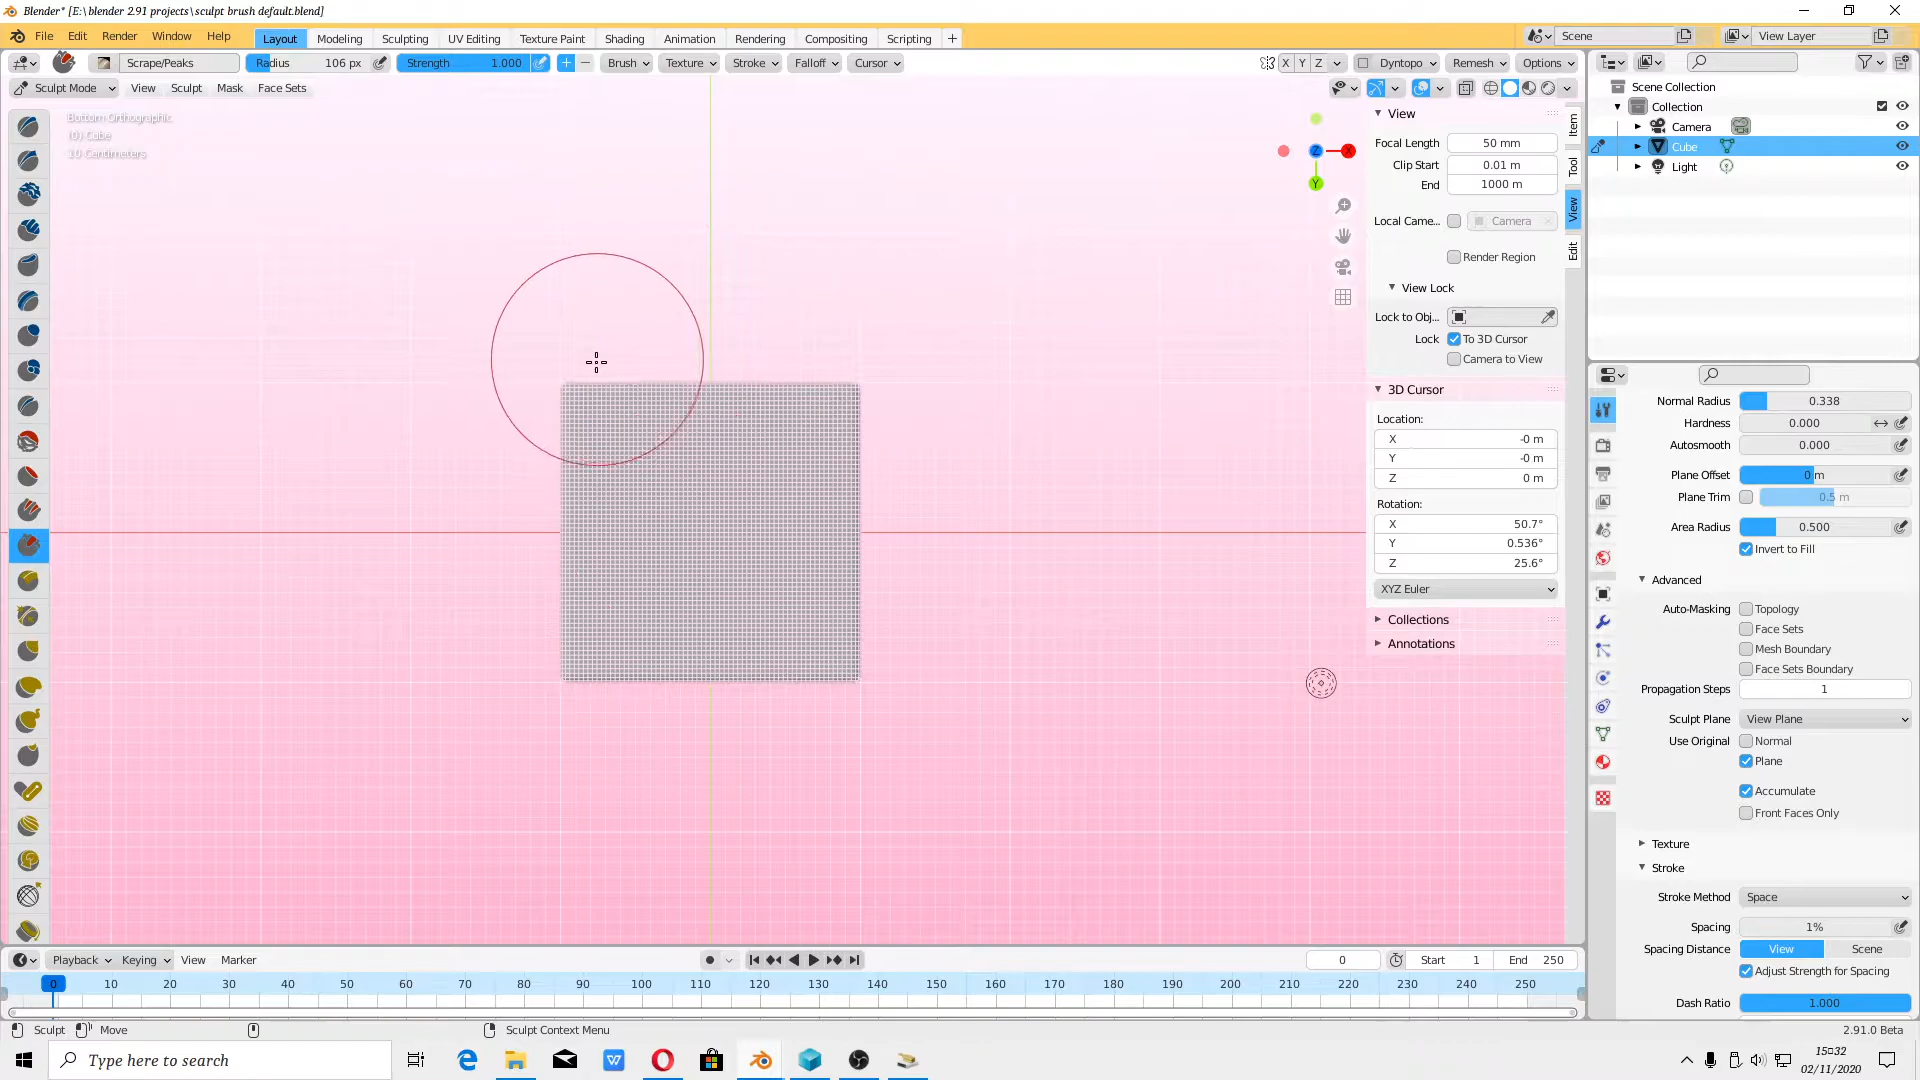 Blender* [E:\blender 2.91 projects\sculpt brush default.blend]
File Edit Render Window Help Layout Modeling Sculpting UV Editing Texture Paint Shading Animation Rendering Compositing Scripting + Scene View Layer
Scrape/Peaks Radius 106 px Strength 1.000 Brush Texture Stroke Falloff Cursor X Y Z Dyntopo Remesh Options
Sculpt Mode View Sculpt Mask Face Sets
Bottom Orthographic
(0) Cube
10 Centimeters
X
Z
Y
View
Focal Length 50 mm
Clip Start 0.01 m
End 1000 m
Local Came... Camera
Render Region
View Lock
Lock to Obj...
Lock To 3D Cursor
Camera to View
3D Cursor
Location:
X -0 m
Y -0 m
Z 0 m
Rotation:
X 50.7°
Y 0.536°
Z 25.6°
XYZ Euler
Collections
Annotations
Item
Tool
View
Edit
Scene Collection
Collection
Camera
Cube
Light
Normal Radius 0.338
Hardness 0.000
Autosmooth 0.000
Plane Offset 0 m
Plane Trim 0.5 m
Area Radius 0.500
Invert to Fill
Advanced
Auto-Masking Topology
Face Sets
Mesh Boundary
Face Sets Boundary
Propagation Steps 1
Sculpt Plane View Plane
Use Original Normal
Plane
Accumulate
Front Faces Only
Texture
Stroke
Stroke Method Space
Spacing 1%
Spacing Distance View Scene
Adjust Strength for Spacing
Dash Ratio 1.000
Playback Keying View Marker 0 Start 1 End 250
0 10 20 30 40 50 60 70 80 90 100 110 120 130 140 150 160 170 180 190 200 210 220 230 240 250
Sculpt Move Sculpt Context Menu 2.91.0 Beta
Type here to search
15:32
02/11/2020